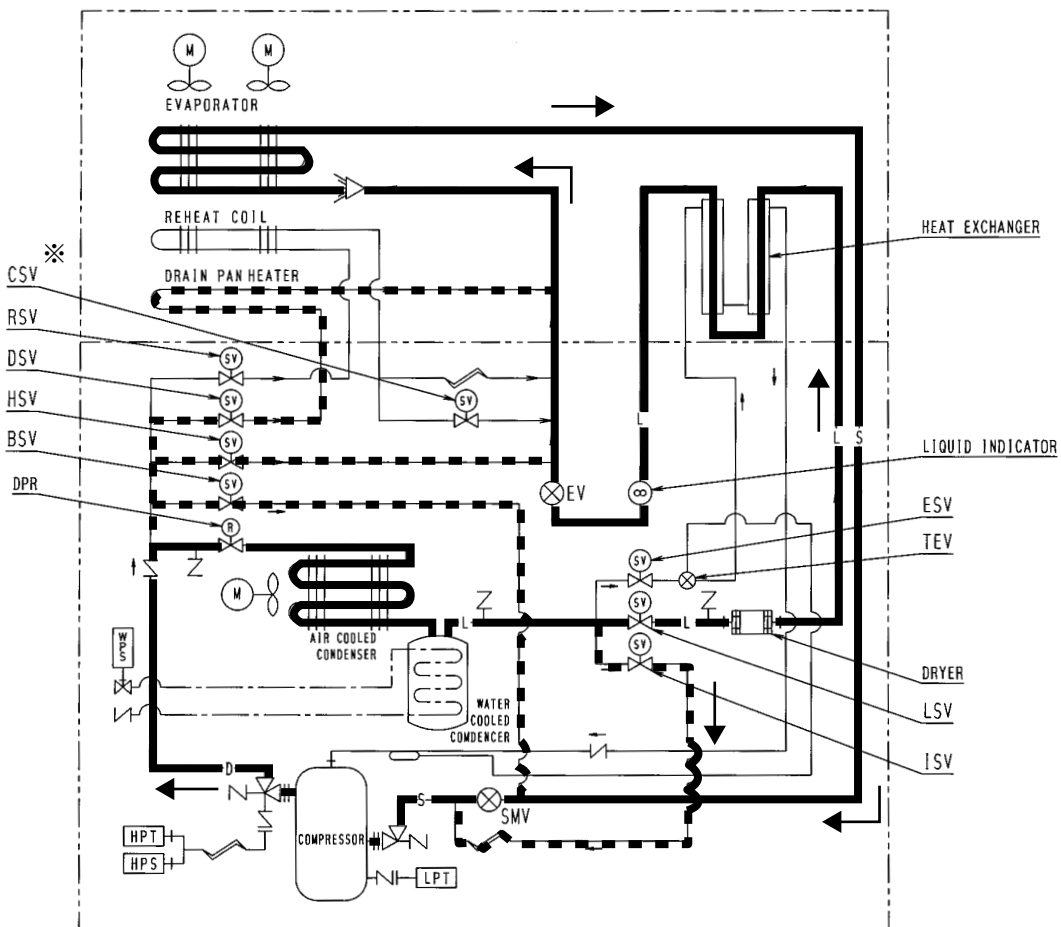 M
M
EVAPORATOR
REHEAT COIL
HEAT EXCHANGER
※
CSV
DRAIN PAN HEATER
RSV
SV
DSV
SV
SV
HSV
SV
L
L S
BSV
SV
LIQUID INDICATOR
DPR
EV
ESV
R
SV
TEV
SV
M
L
L
AIR COOLED
CONDENSER
SV
DRYER
WPS
WATER
COOLED
COMDENCER
LSV
D
ISV
S
SMV
HPT
COMPRESSOR
HPS
LPT